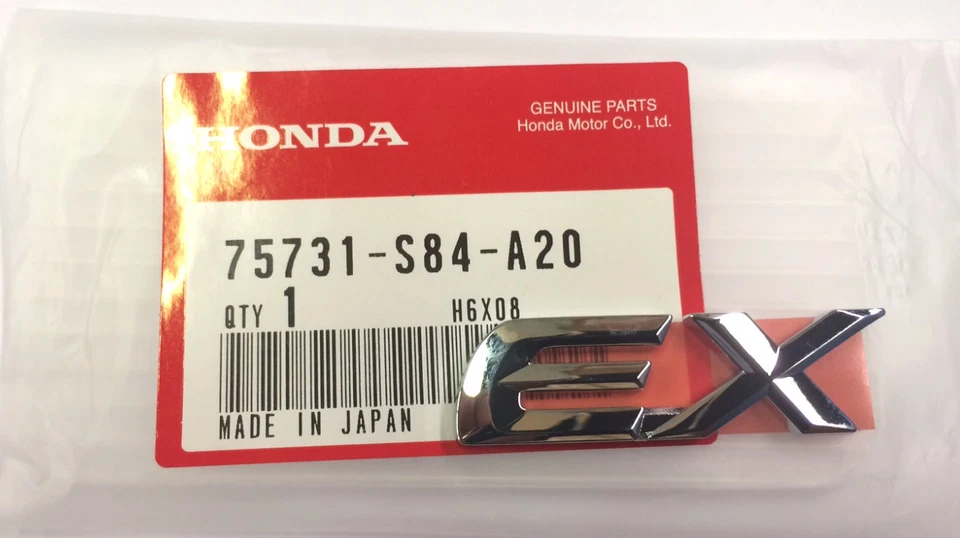 HONDA
GENUINE PARTS
Honda Motor Co., Ltd.
75731-S84-A20
QTY 1
H6X08
MADE IN JAPAN
EX